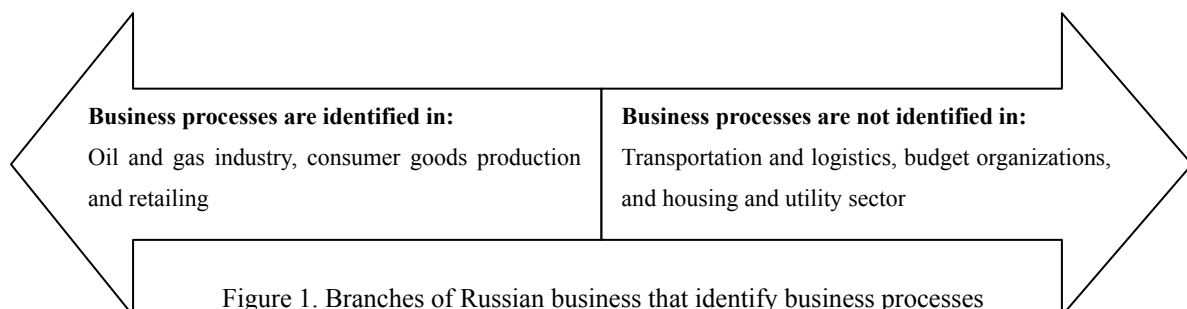 Business processes are identified in:
Oil and gas industry, consumer goods production
and retailing
Business processes are not identified in:
Transportation and logistics, budget organizations,
and housing and utility sector
Figure 1. Branches of Russian business that identify business processes